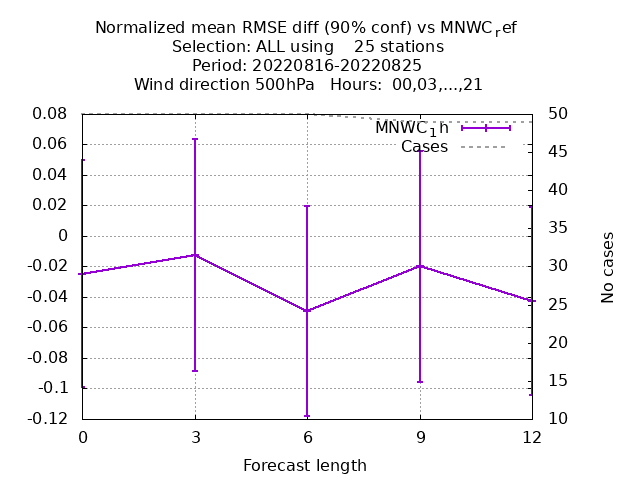 Normalized mean RMSE diff (90% conf) vs MNWC_ref
Selection: ALL using    25 stations
Period: 20220816-20220825
Wind direction 500hPa   Hours:  00,03,...,21
MNWC_1h
Cases
0.08
0.06
0.04
0.02
0
-0.02
-0.04
-0.06
-0.08
-0.1
-0.12
50
45
40
35
30
25
20
15
10
No cases
0 3 6 9 12
Forecast length